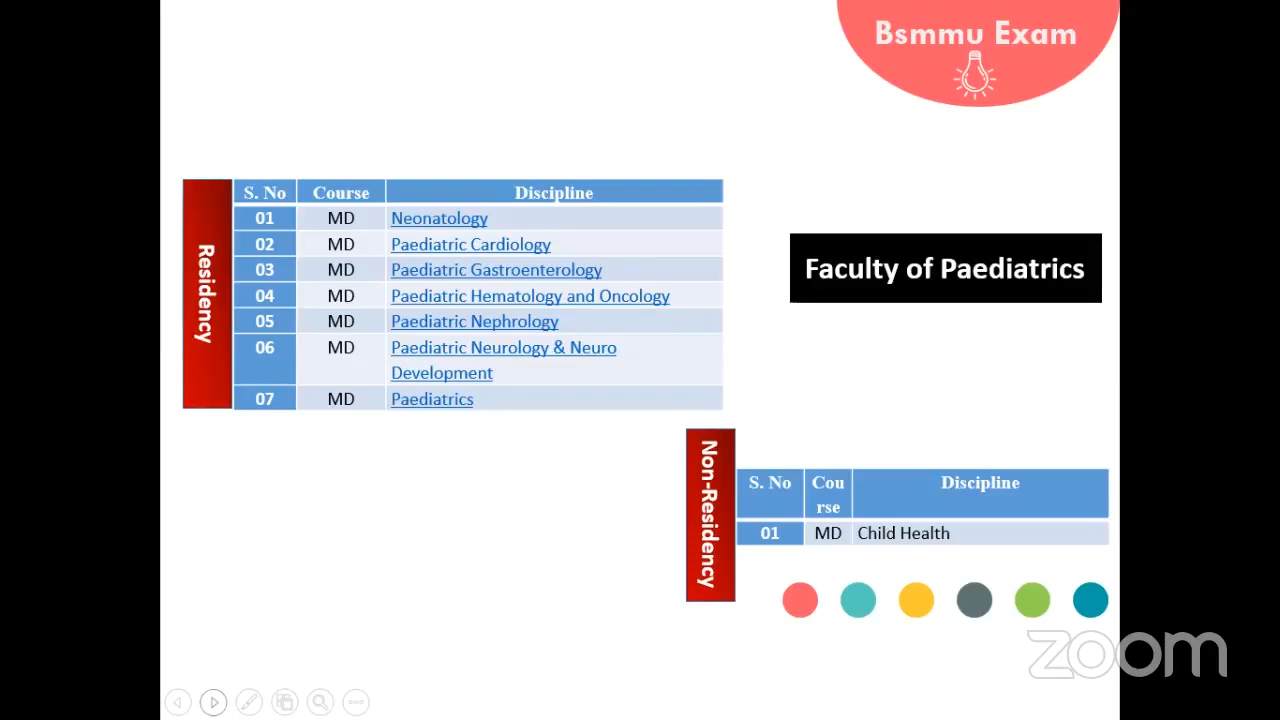 Bsmmu Exam
Residency
S. No Course Discipline
01 MD Neonatology
02 MD Paediatric Cardiology
03 MD Paediatric Gastroenterology
04 MD Paediatric Hematology and Oncology
05 MD Paediatric Nephrology
06 MD Paediatric Neurology & Neuro
Development
07 MD Paediatrics
Faculty of Paediatrics
Non-Residency
S. No Cou Discipline
rse
01 MD Child Health
zoom